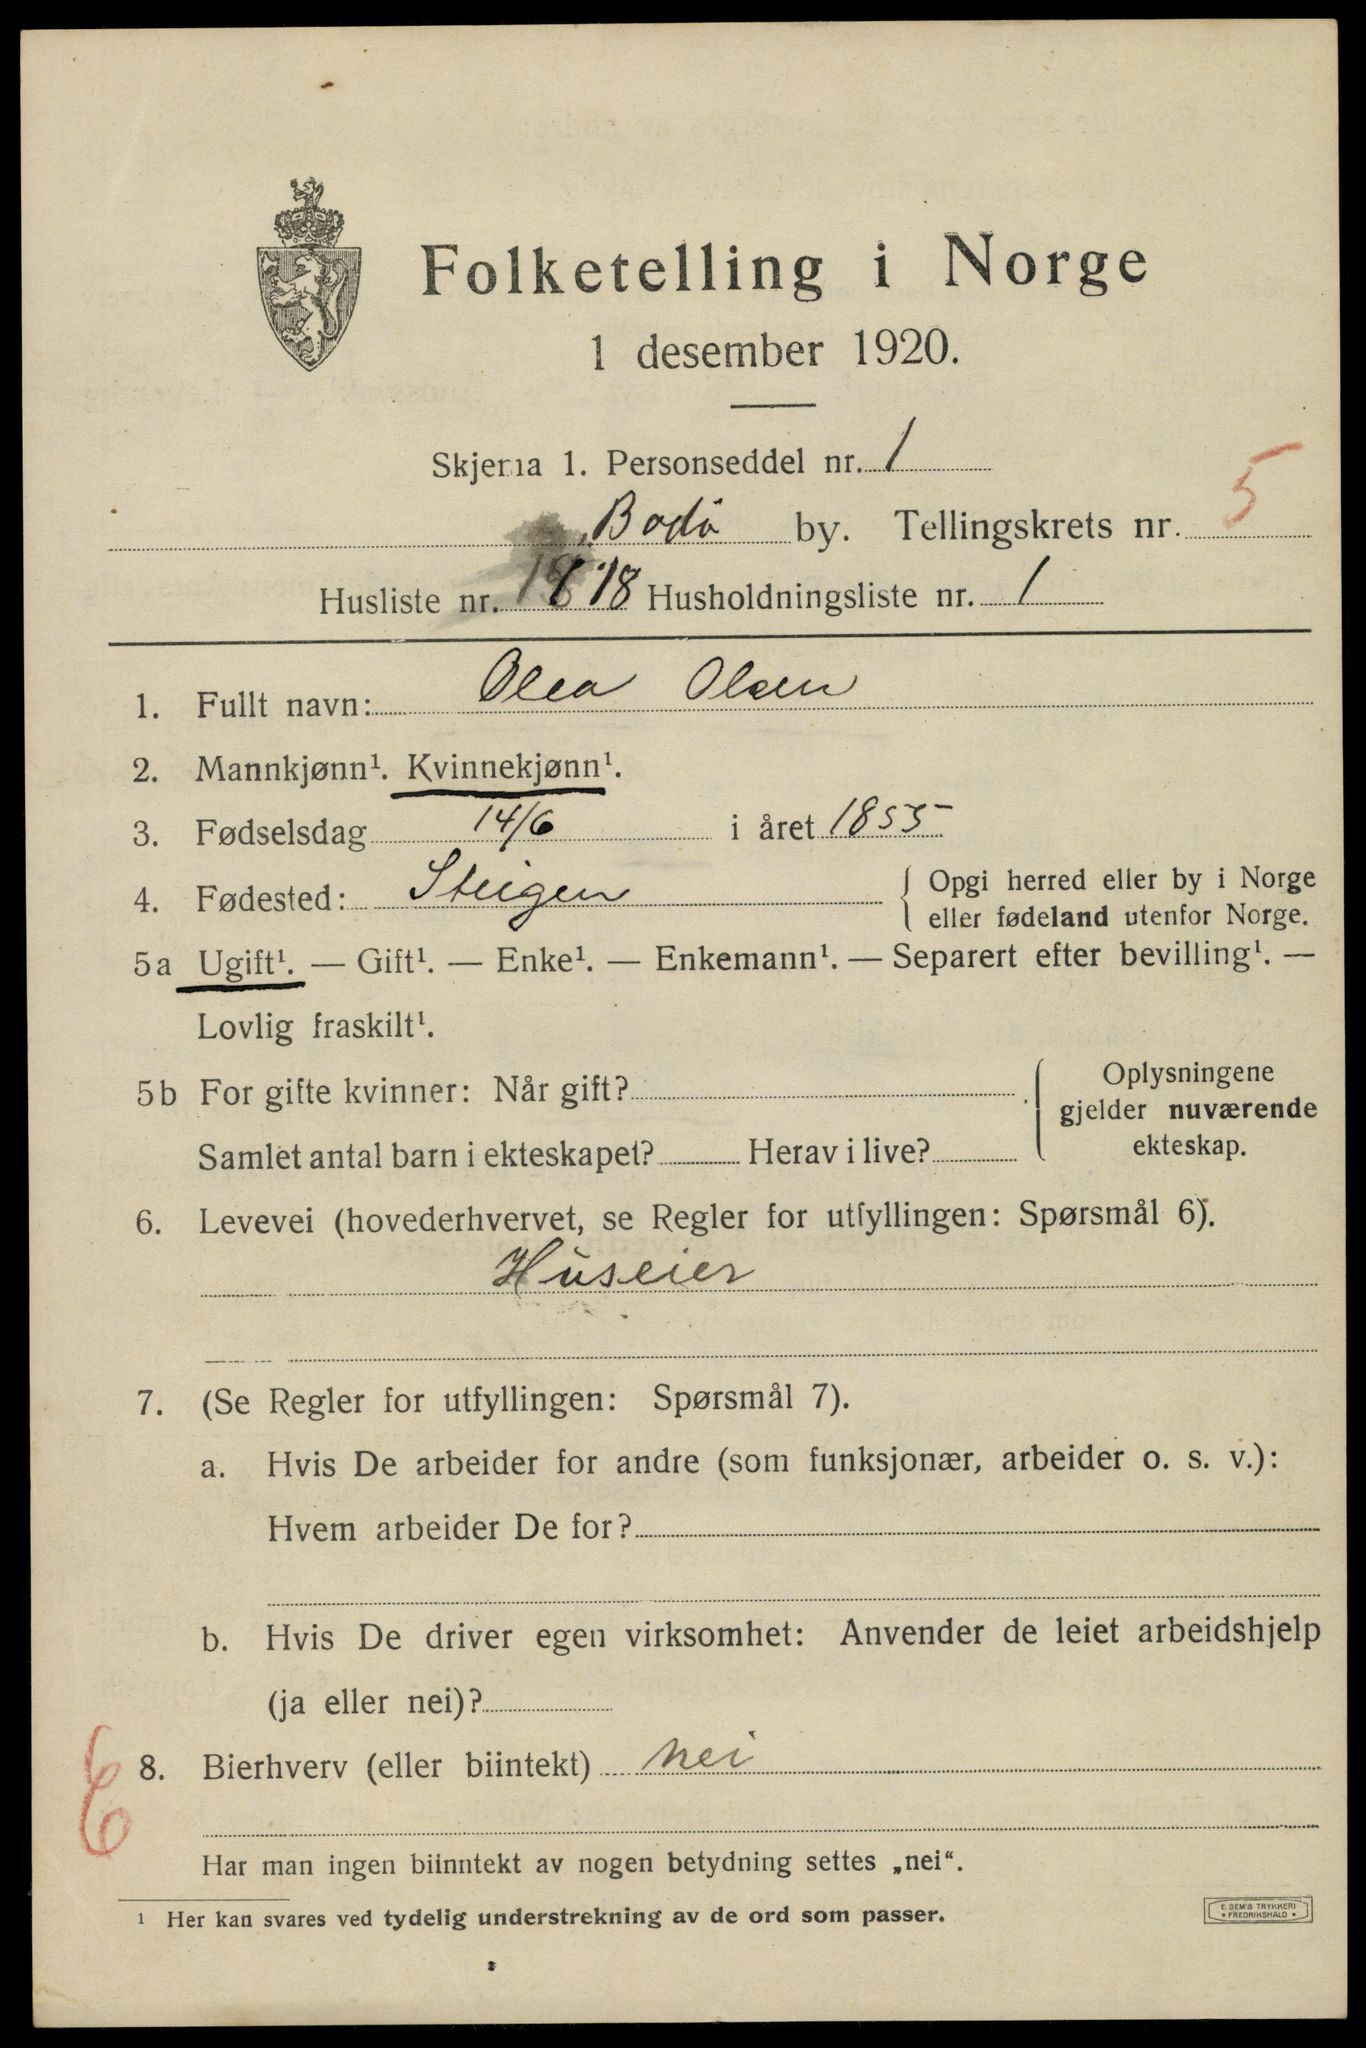 Folketelling i Norge
1 desember 1920.
Skjema 1. Personseddel nr. 1
Bodø by. Tellingskrets nr. 5
Husliste nr. 18 Husholdningsliste nr. 1
1. Fullt navn: Olea Olsen
2. Mannkjønn¹. Kvinnekjønn¹.
3. Fødselsdag 14/6 i året 1855
4. Fødested: Steigen { Opgi herred eller by i Norge
eller fødeland utenfor Norge.
5a Ugift¹. — Gift¹. — Enke¹. — Enkemann¹. — Separert efter bevilling¹. —
Lovlig fraskilt¹.
5b For gifte kvinner: Når gift?
Samlet antal barn i ekteskapet? Herav i live?
Oplysningene
gjelder nuværende
ekteskap.
6. Levevei (hovederhvervet, se Regler for utfyllingen: Spørsmål 6).
Huseier
7. (Se Regler for utfyllingen: Spørsmål 7).
a. Hvis De arbeider for andre (som funksjonær, arbeider o. s. v.):
Hvem arbeider De for?
b. Hvis De driver egen virksomhet: Anvender de leiet arbeidshjelp
(ja eller nei)?
8. Bierhverv (eller biintekt) nei
Har man ingen biinntekt av nogen betydning settes „nei“.
¹ Her kan svares ved tydelig understrekning av de ord som passer.
E. SEM'S TRYKKERI
• FREDRIKSHALD •